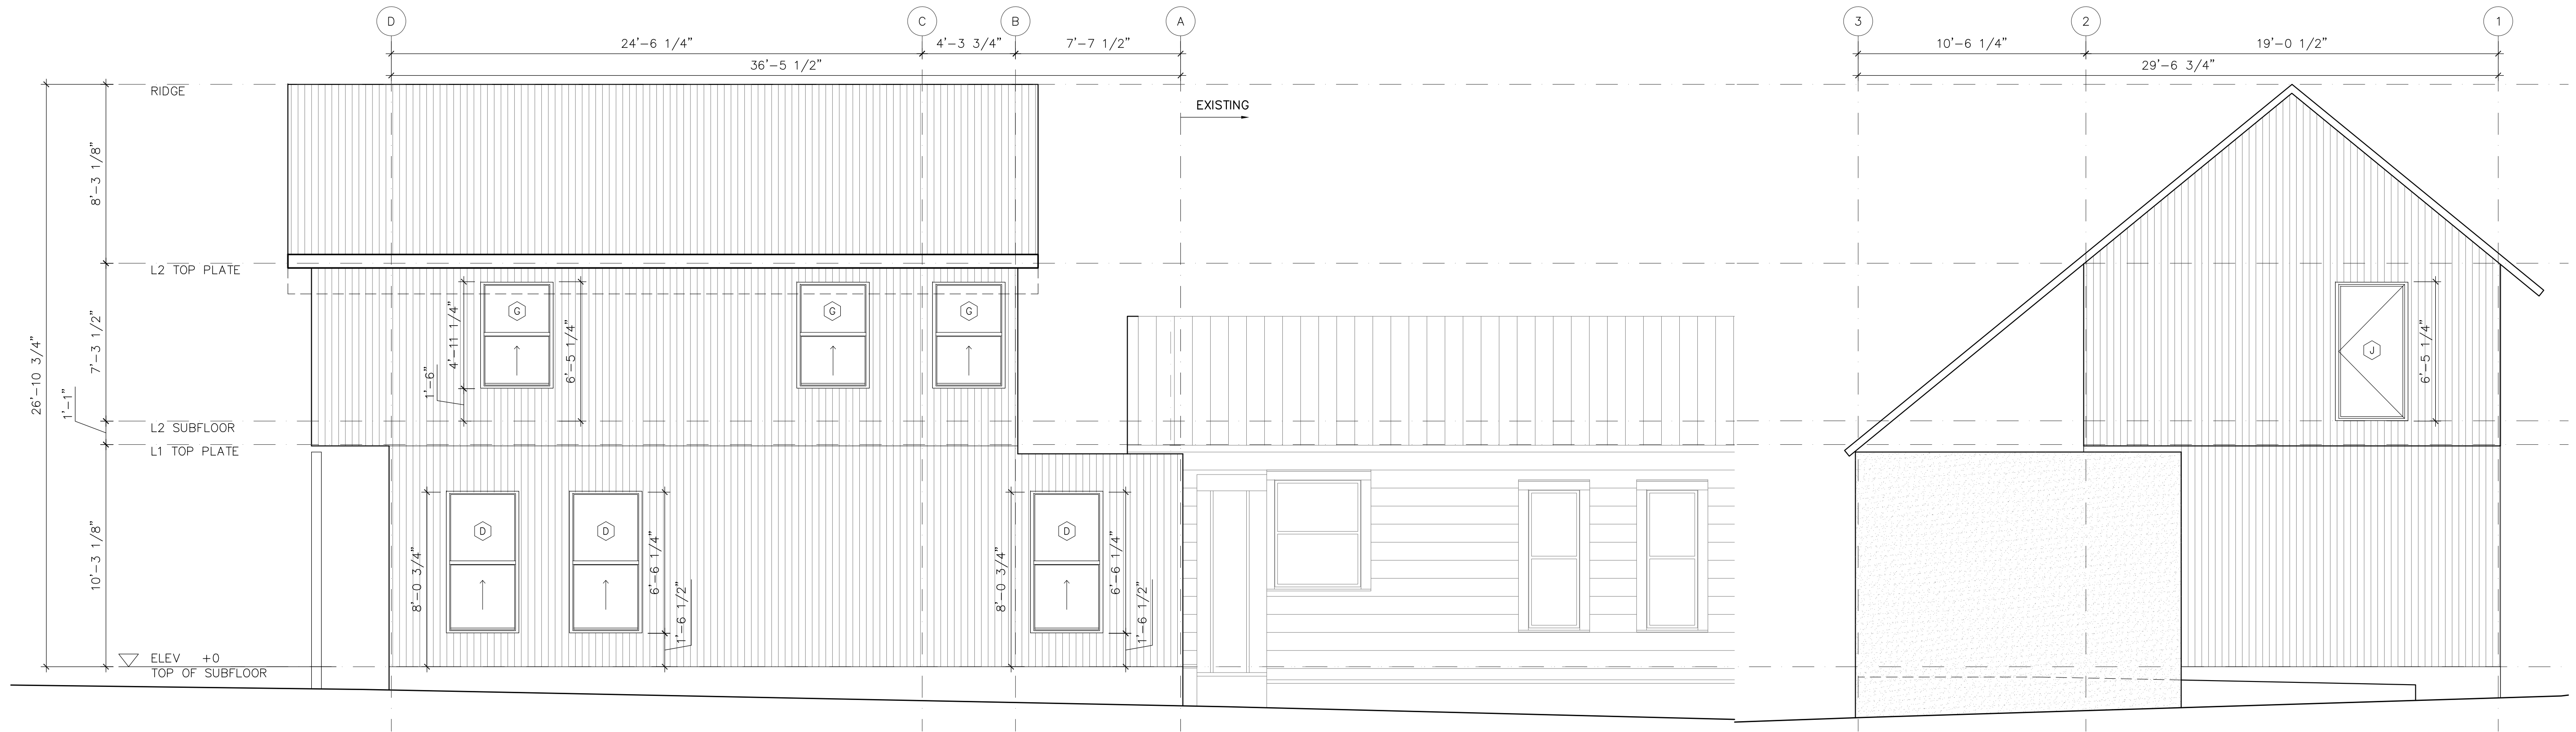 D
C
B
A
3
2
1
24'-6 1/4"
4'-3 3/4"
7'-7 1/2"
10'-6 1/4"
19'-0 1/2"
36'-5 1/2"
29'-6 3/4"
RIDGE
EXISTING
8'-3 1/8"
L2 TOP PLATE
7'-3 1/2"
26'-10 3/4"
1'-1"
L2 SUBFLOOR
L1 TOP PLATE
10'-3 1/8"
ELEV +0
TOP OF SUBFLOOR
G
G
G
4'-11 1/4"
1'-6"
6'-5 1/4"
J
6'-5 1/4"
D
D
D
8'-0 3/4"
6'-6 1/4"
1'-6 1/2"
8'-0 3/4"
6'-6 1/4"
1'-6 1/2"